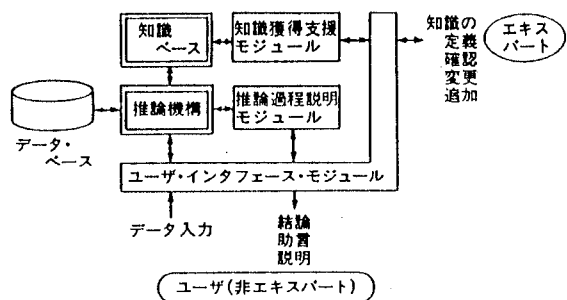 知識
ベース
知識獲得支援
モジュール
知識の
定義
確認
変更
追加
エキス
パート
推論機構
推論過程説明
モジュール
データ・
ベース
ユーザ・インタフェース・モジュール
データ入力
結論
助言
説明
ユーザ(非エキスパート)